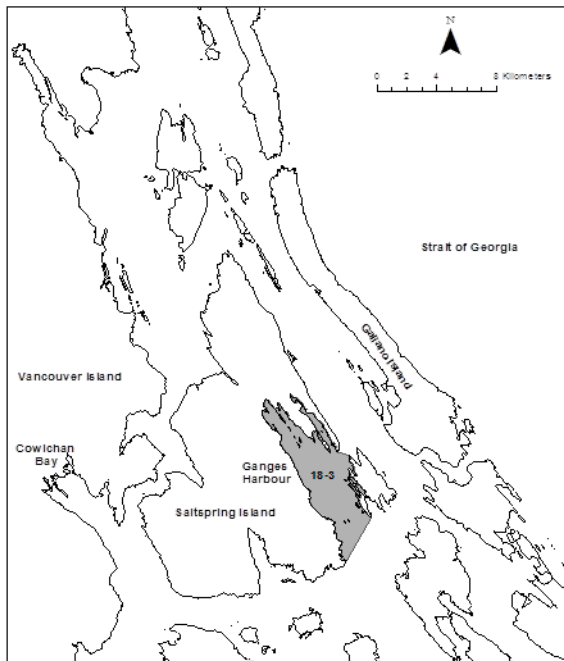 N
0 2 4 8 Kilometers
Strait of Georgia
Galiano Island
Vancouver Island
Cowichan
Bay
Ganges
Harbour
18-3
Saltspring Island